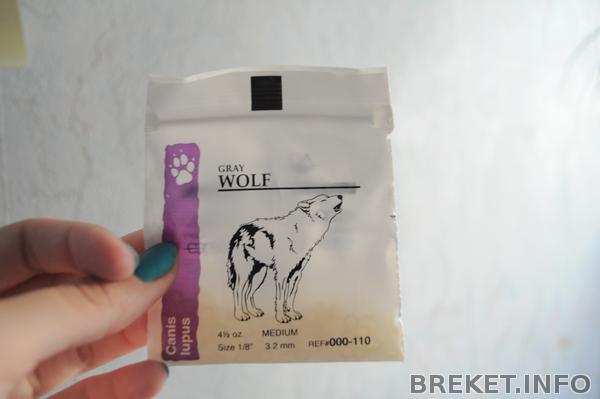 GRAY
WOLF
Canis
lupus
4½ oz. MEDIUM
Size 1/8" 3.2 mm REF#000-110
BREKET.INFO